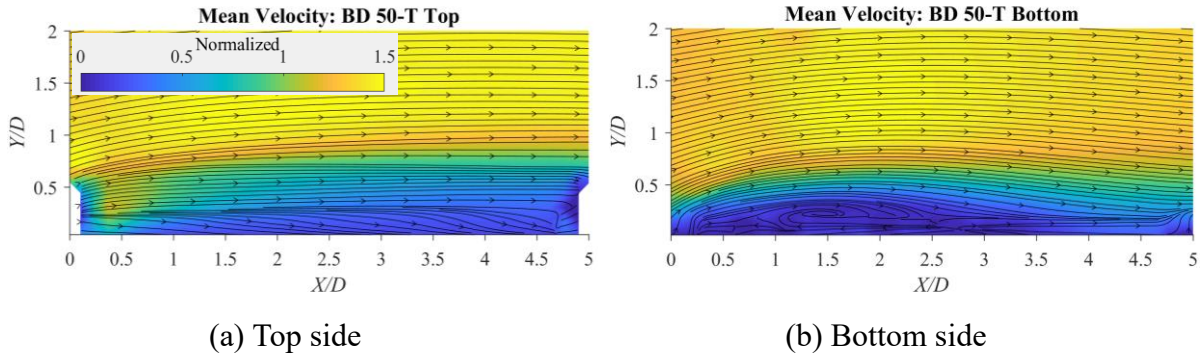 Mean Velocity: BD 50-T Top
Normalized
0 0.5 1 1.5
2
1.5
1
0.5
Y/D
0 0.5 1 1.5 2 2.5 3 3.5 4 4.5 5
X/D
(a) Top side
Mean Velocity: BD 50-T Bottom
2
1.5
1
0.5
Y/D
0 0.5 1 1.5 2 2.5 3 3.5 4 4.5 5
X/D
(b) Bottom side